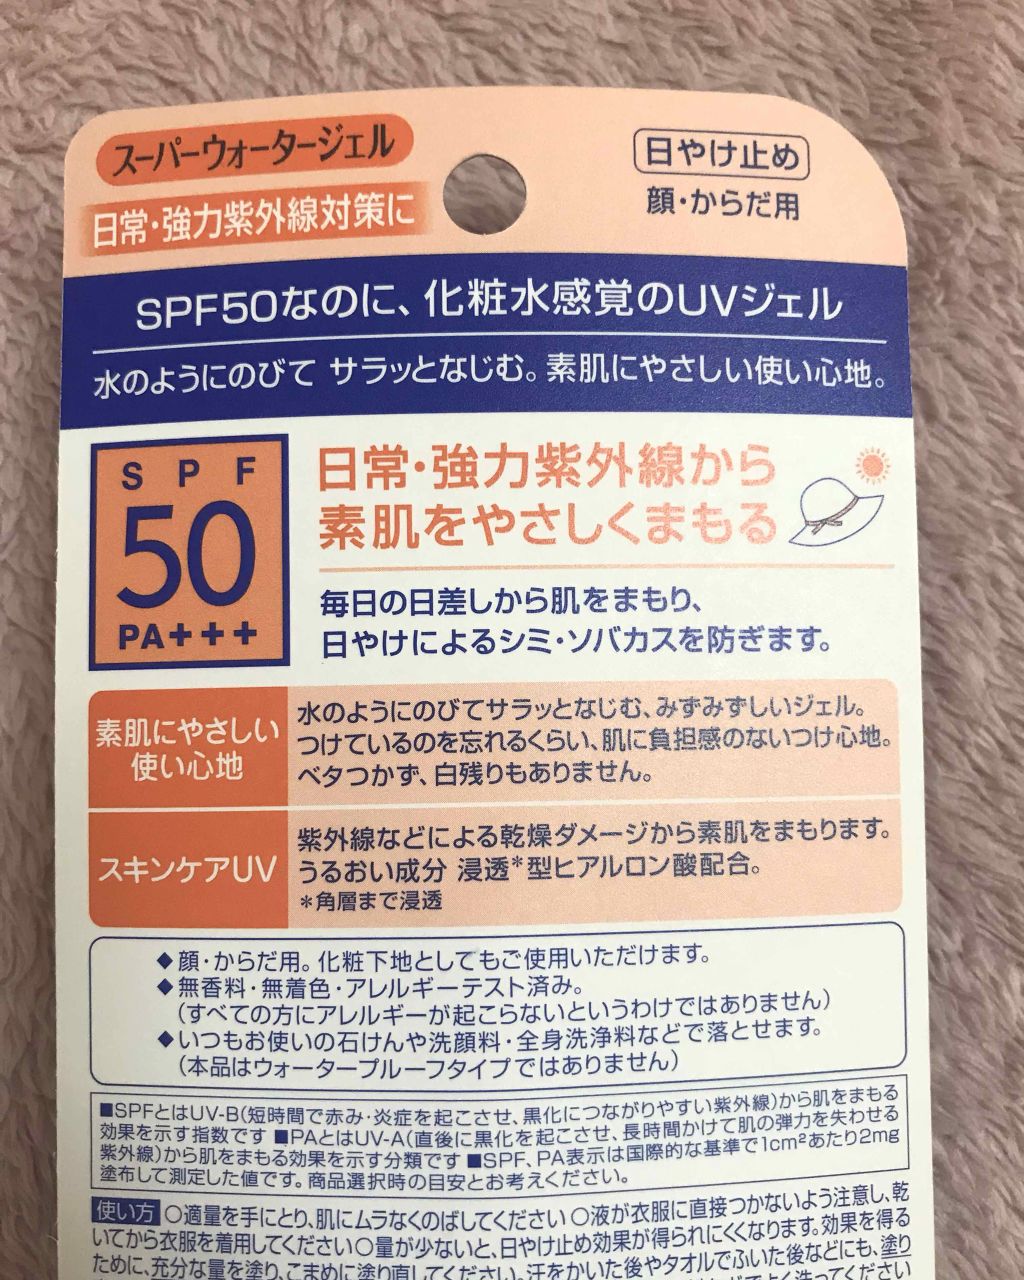 スーパーウォータージェル
日常・強力紫外線対策に
日やけ止め
顔・からだ用
SPF50なのに、化粧水感覚のUVジェル
水のようにのびて サラッとなじむ。素肌にやさしい使い心地。
SPF
50
PA+++
日常・強力紫外線から
素肌をやさしくまもる
毎日の日差しから肌をまもり、
日やけによるシミ・ソバカスを防ぎます。
素肌にやさしい
使い心地
水のようにのびてサラッとなじむ、みずみずしいジェル。
つけているのを忘れるくらい、肌に負担感のないつけ心地。
ベタつかず、白残りもありません。
スキンケアUV
紫外線などによる乾燥ダメージから素肌をまもります。
うるおい成分 浸透*型ヒアルロン酸配合。
*角層まで浸透
◆顔・からだ用。化粧下地としてもご使用いただけます。
◆無香料・無着色・アレルギーテスト済み。
(すべての方にアレルギーが起こらないというわけではありません)
◆いつもお使いの石けんや洗顔料・全身洗浄料などで落とせます。
(本品はウォータープルーフタイプではありません)
■SPFとはUV-B(短時間で赤み・炎症を起こさせ、黒化につながりやすい紫外線)から肌をまもる
効果を示す指数です ■PAとはUV-A(直後に黒化を起こさせ、長時間かけて肌の弾力を失わせる
紫外線)から肌をまもる効果を示す分類です ■SPF、PA表示は国際的な基準で1cm²あたり2mg
塗布して測定した値です。商品選択時の目安とお考えください。
使い方 ○適量を手にとり、肌にムラなくのばしてください ○液が衣服に直接つかないよう注意し、乾
いてから衣服を着用してください○量が少ないと、日やけ止め効果が得られにくくなります。効果を得る
ために、充分な量を塗り、こまめに塗り直してください。汗をかいた後やタオルでふいた後などにも、塗り
よく洗ってください